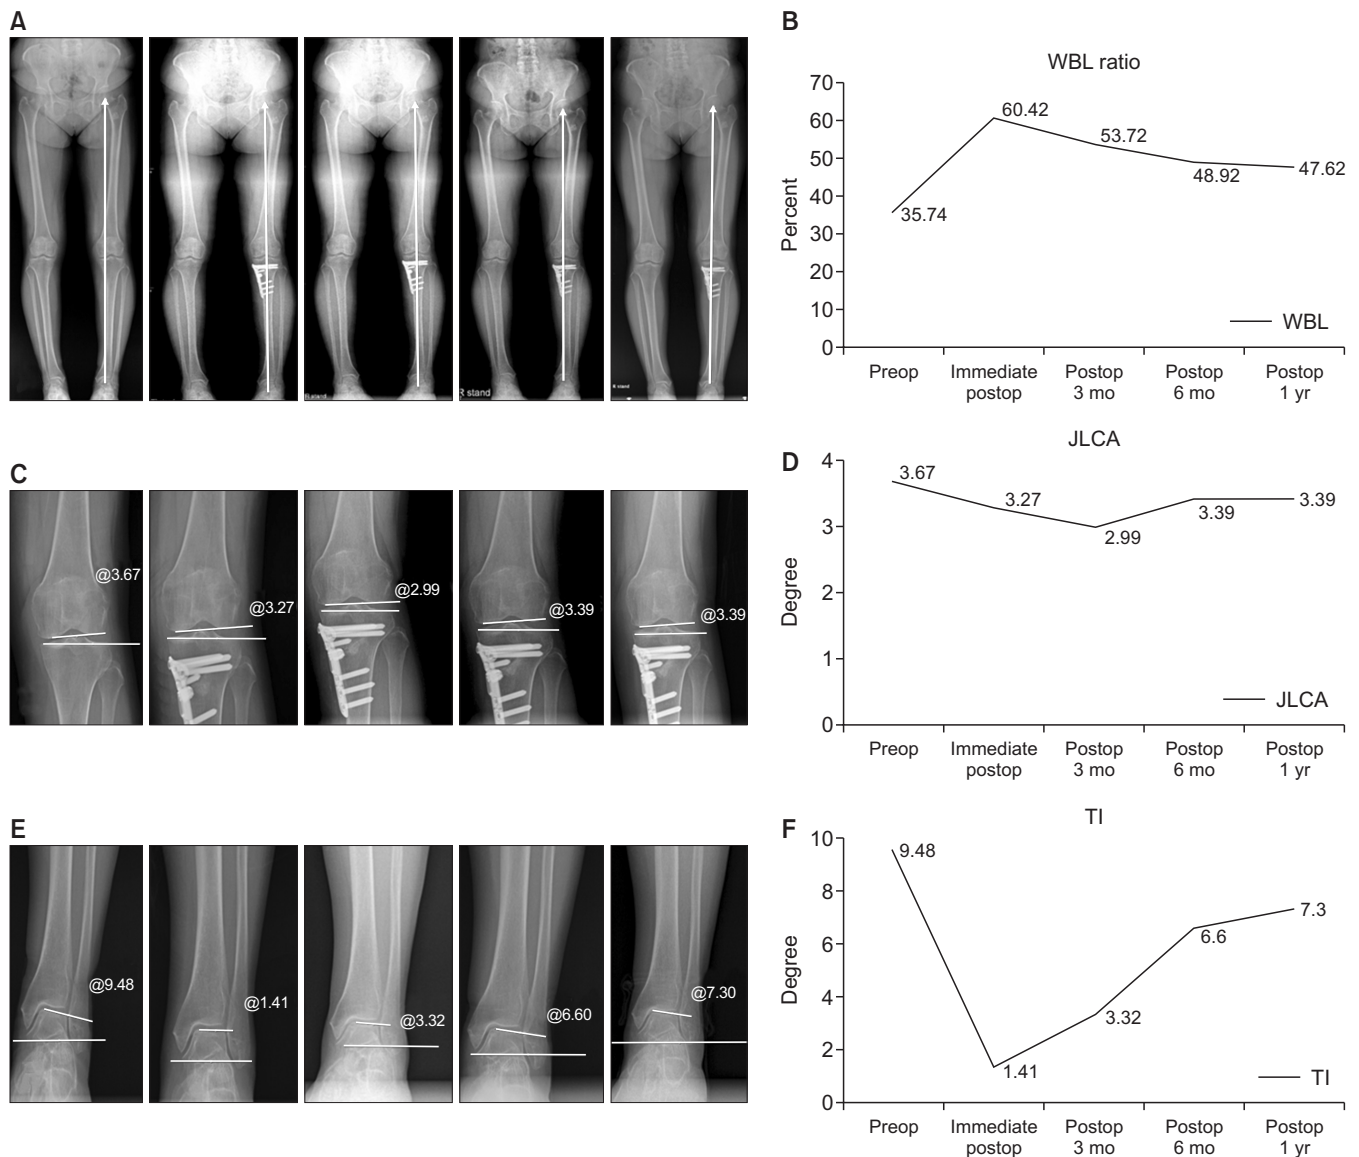 A
R stand
R stand
R stand
B
WBL ratio
Percent
70
60
50
40
30
20
10
0
35.74
60.42
53.72
48.92
47.62
WBL
Preop
Immediate
postop
Postop
3 mo
Postop
6 mo
Postop
1 yr
C
@3.67
@3.27
@2.99
@3.39
@3.39
D
JLCA
Degree
4
3
2
1
0
3.67
3.27
2.99
3.39
3.39
JLCA
Preop
Immediate
postop
Postop
3 mo
Postop
6 mo
Postop
1 yr
E
@9.48
@1.41
@3.32
@6.60
@7.30
F
TI
Degree
10
8
6
4
2
0
9.48
1.41
3.32
6.6
7.3
TI
Preop
Immediate
postop
Postop
3 mo
Postop
6 mo
Postop
1 yr